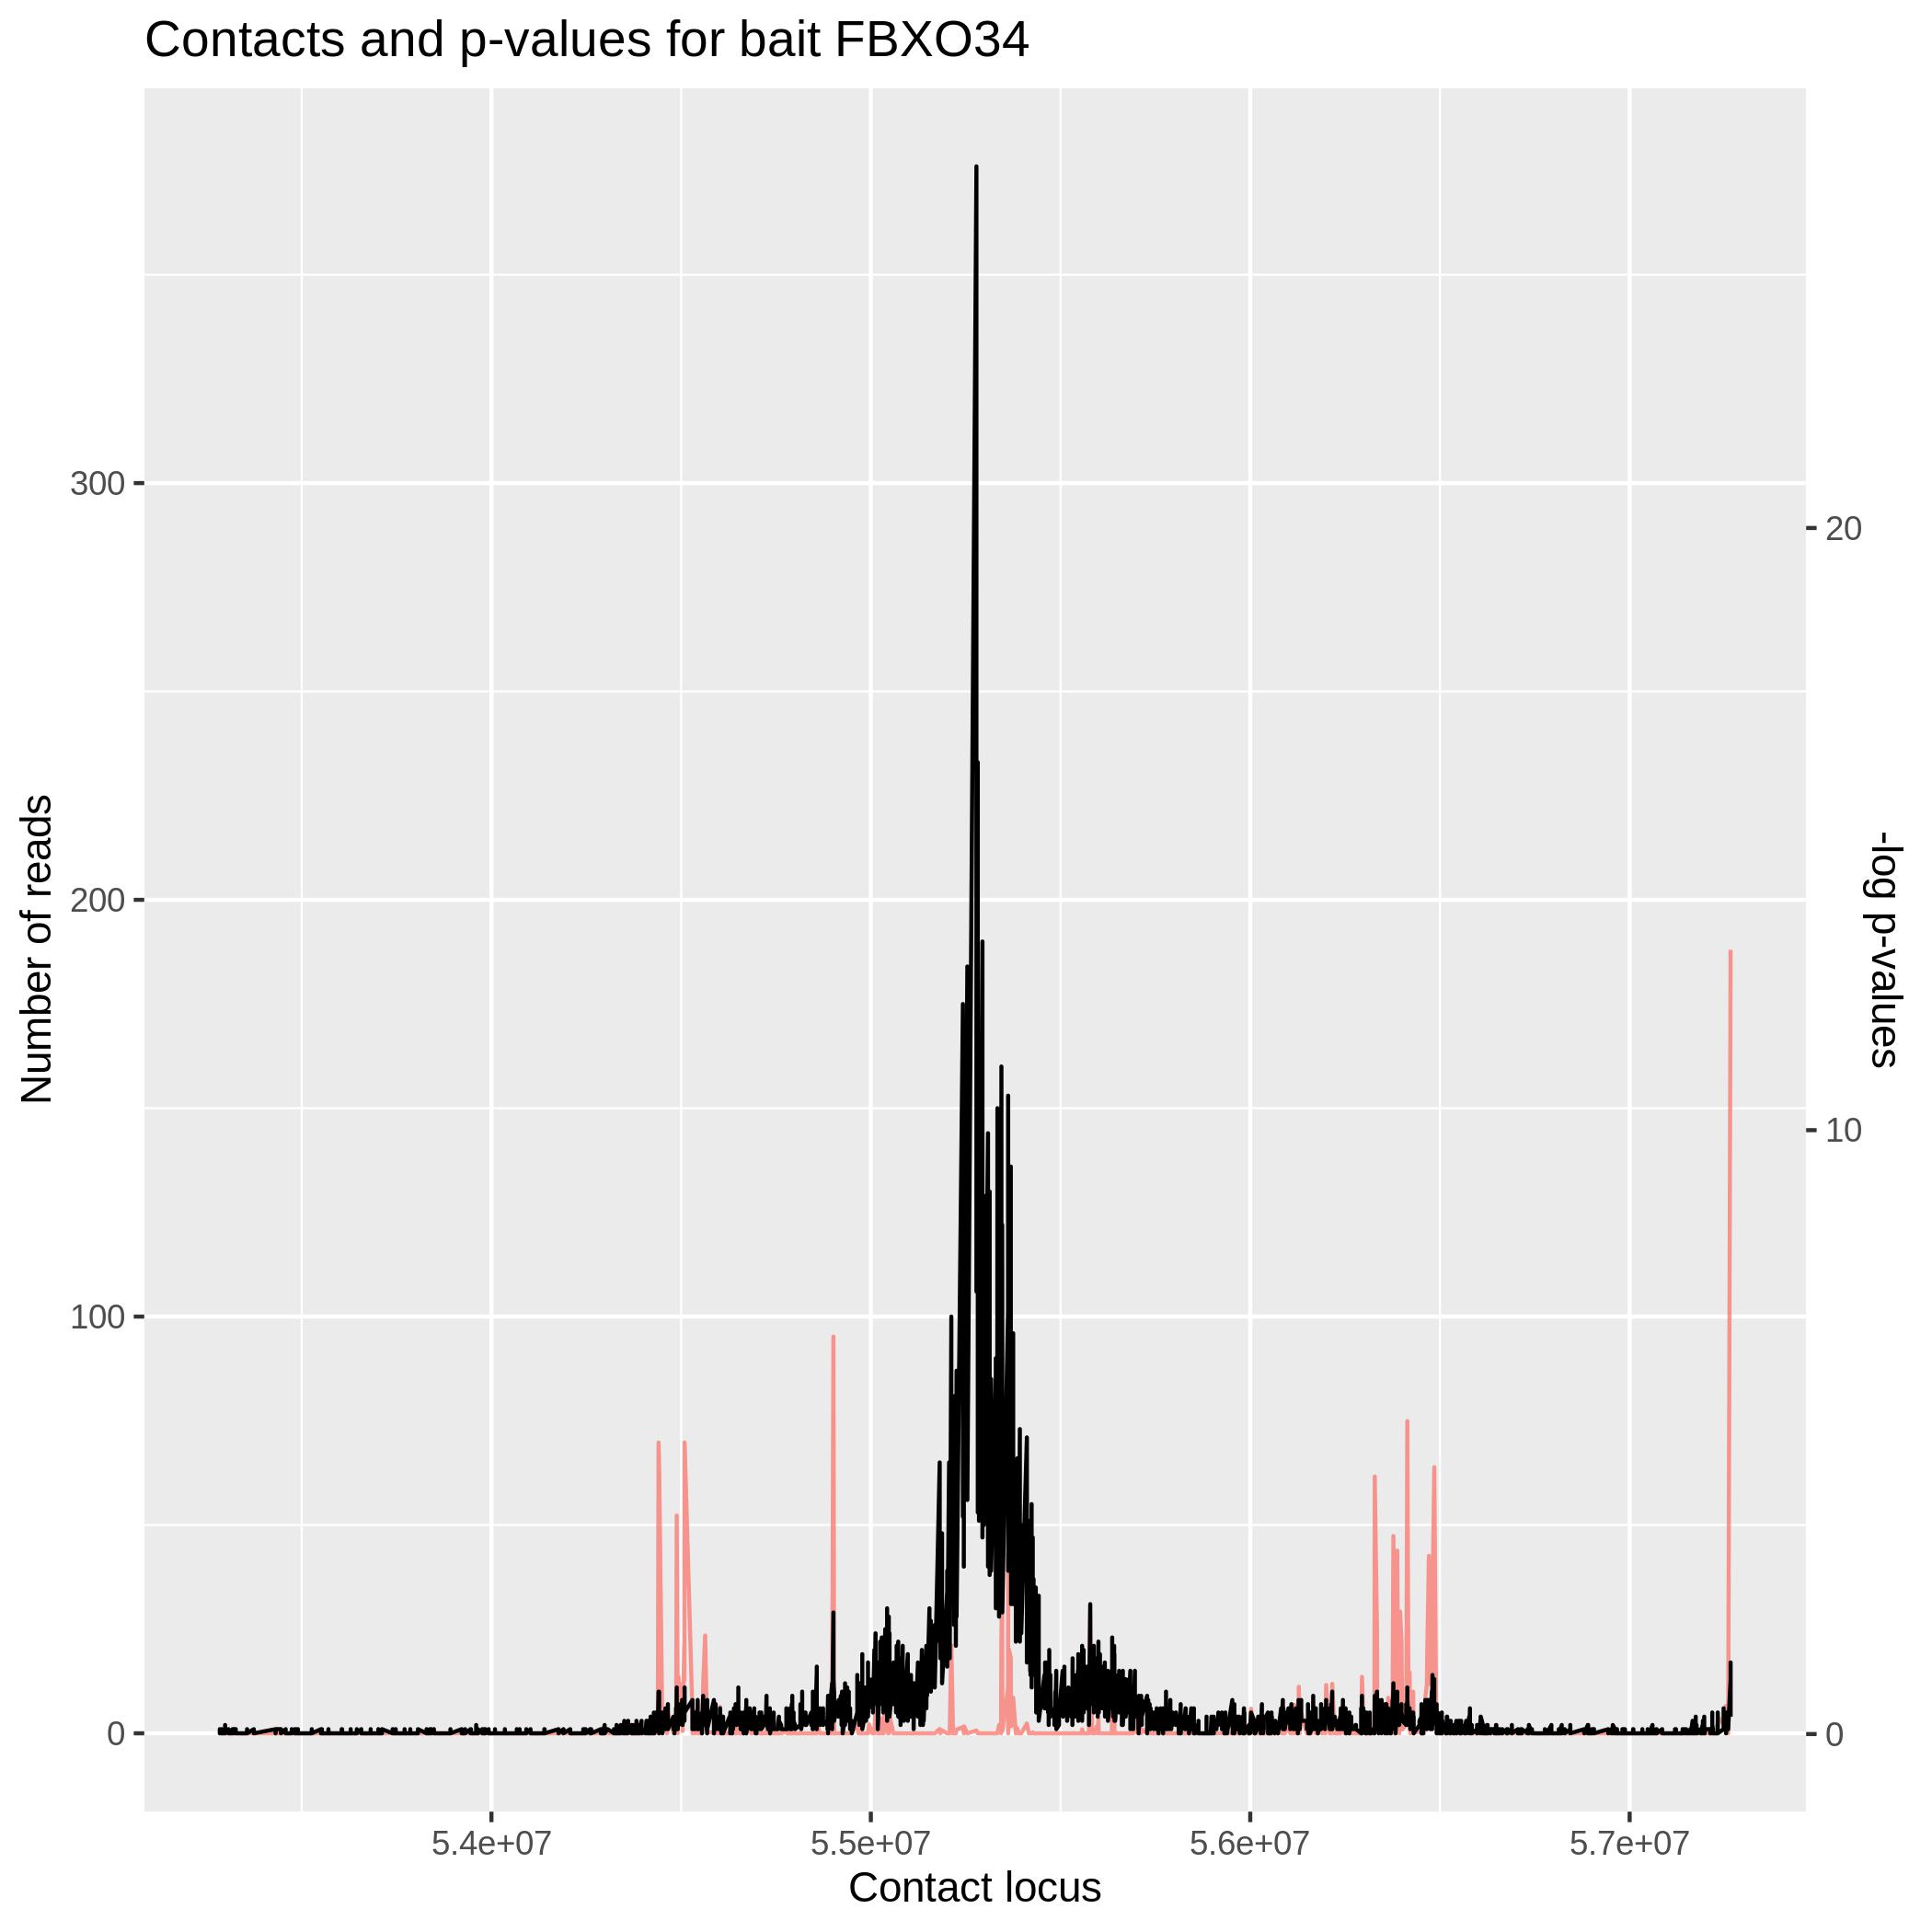 Contacts and p-values for bait FBXO34
Number of reads
300
200
100
0
20
10
0
-log p-values
5.4e+07
5.5e+07
5.6e+07
5.7e+07
Contact locus